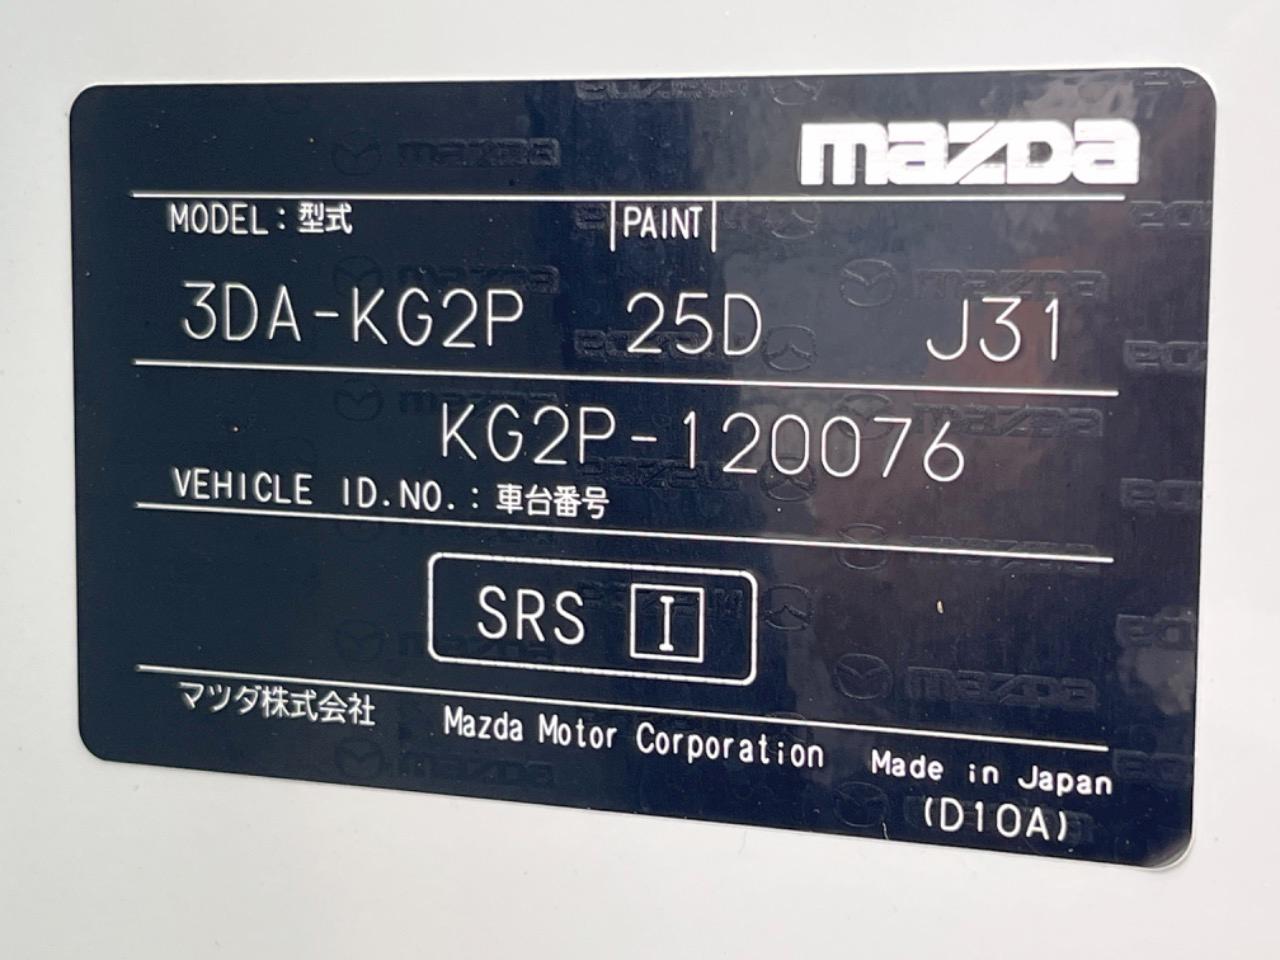 mazda
MODEL：型式 PAINT
3DA-KG2P 25D J31
KG2P-120076
VEHICLE ID.NO.：車台番号
SRS I
マツダ株式会社 Mazda Motor Corporation Made in Japan
(D10A)